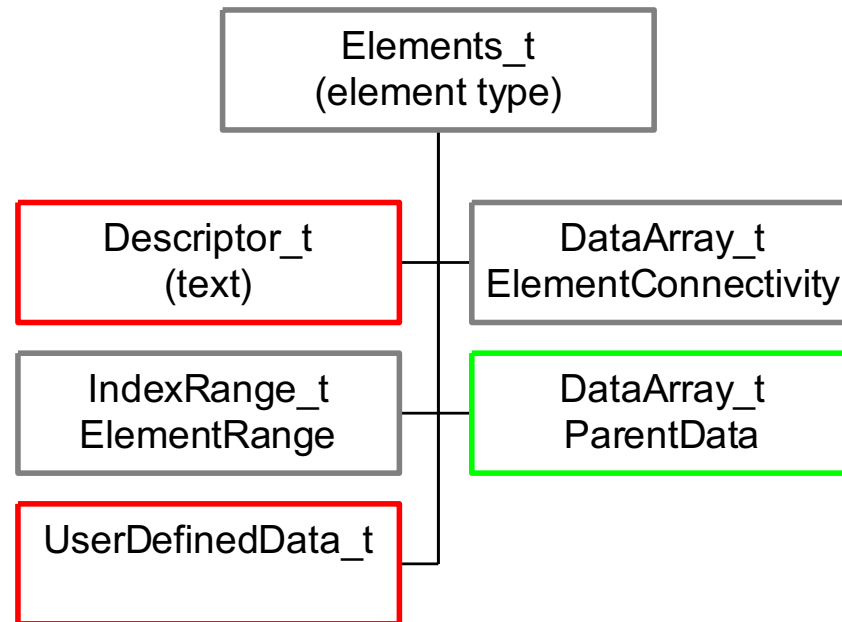 Elements_t
(element type)
Descriptor_t
(text)
DataArray_t
ElementConnectivity
IndexRange_t
ElementRange
DataArray_t
ParentData
UserDefinedData_t